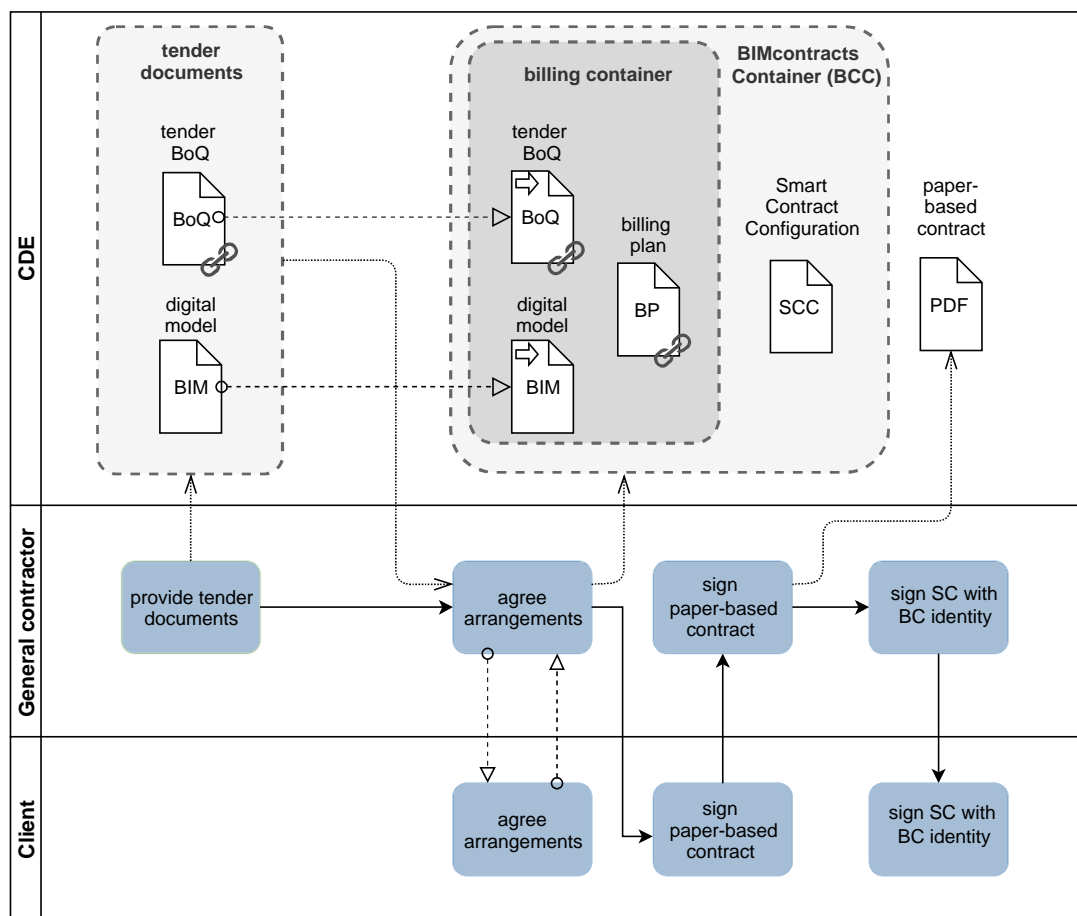 CDE
tender
documents
tender
BoQ
BoQ
digital
model
BIM
billing container
tender
BoQ
BoQ
digital
model
BIM
billing
plan
BP
BIMcontracts
Container (BCC)
Smart
Contract
Configuration
SCC
paper-
based
contract
PDF
General contractor
provide tender
documents
agree
arrangements
sign
paper-based
contract
sign SC with
BC identity
Client
agree
arrangements
sign
paper-based
contract
sign SC with
BC identity